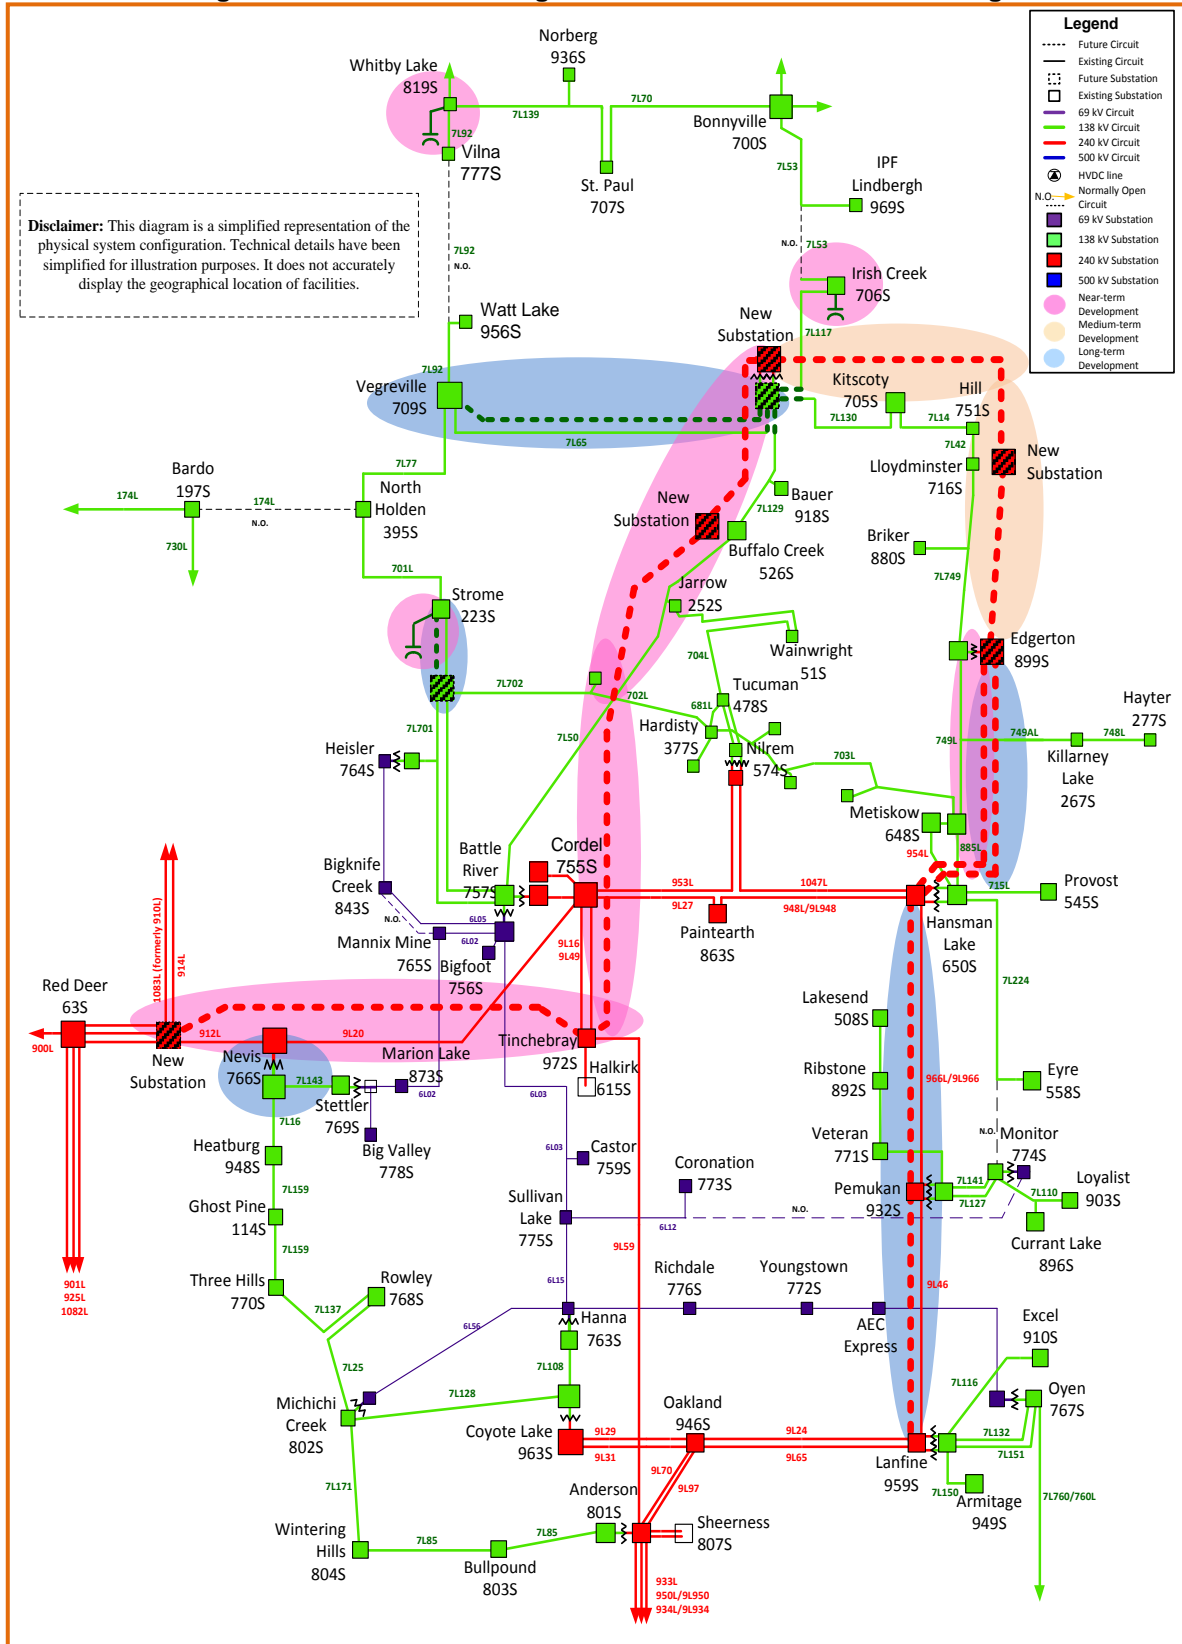 Legend
Future Circuit
Existing Circuit
Future Substation
Existing Substation
69 kV Circuit
138 kV Circuit
240 kV Circuit
500 kV Circuit
HVDC line
N.O.
Normally Open
Circuit
69 kV Substation
138 kV Substation
240 kV Substation
500 kV Substation
Near-term
Development
Medium-term
Development
Long-term
Development
Norberg
936S
Whitby Lake
819S
7L139
7L70
7L92
Bonnyville
700S
Vilna
777S
St. Paul
707S
7L53
IPF
Lindbergh
969S
Disclaimer: This diagram is a simplified representation of the
physical system configuration. Technical details have been
simplified for illustration purposes. It does not accurately
display the geographical location of facilities.
7L92
N.O.
N.O.
7L53
Irish Creek
706S
Watt Lake
956S
New
Substation
7L117
7L92
Vegreville
709S
Kitscoty
705S
Hill
751S
7L130
7L14
7L65
7L42
7L77
Lloydminster
716S
New
Substation
Bardo
197S
174L
174L
N.O.
North
Holden
395S
New
Substation
Bauer
918S
7L129
Buffalo Creek
526S
Briker
880S
730L
701L
Jarrow
252S
7L749
Strome
223S
Wainwright
51S
Edgerton
899S
704L
7L702
702L
Tucuman
478S
681L
Hayter
277S
7L701
7L50
Hardisty
377S
Nilrem
574S
749L
749AL
748L
Heisler
764S
703L
Killarney
Lake
267S
Metiskow
648S
Battle
River
757S
Cordel
755S
954L
885L
Bigknife
Creek
843S
953L
9L27
1047L
948L/9L948
715L
Provost
545S
N.O.
6L05
6L02
Paintearth
863S
Hansman
Lake
650S
Mannix Mine
765S
Bigfoot
756S
9L16
9L49
1083L (formerly 910L)
914L
7L224
Red Deer
63S
Lakesend
508S
900L
912L
9L20
New
Substation
Nevis
766S
Tinchebray
972S
Marion Lake
873S
7L143
6L02
6L03
Halkirk
615S
Ribstone
892S
966L/9L966
Eyre
558S
Stettler
769S
7L16
Big Valley
778S
N.O.
Heatburg
948S
6L03
Castor
759S
Veteran
771S
Monitor
774S
Coronation
773S
Pemukan
932S
7L141
7L127
7L110
Loyalist
903S
7L159
Ghost Pine
114S
Sullivan
Lake
775S
6L12
N.O.
Currant Lake
896S
7L159
9L59
901L
925L
1082L
Three Hills
770S
Rowley
768S
6L15
Richdale
776S
Youngstown
772S
9L46
7L137
6L56
Hanna
763S
AEC
Express
Excel
910S
7L25
7L108
7L116
Michichi
Creek
802S
7L128
Oyen
767S
Oakland
946S
Coyote Lake
963S
9L29
9L31
9L24
9L65
7L132
7L151
Lanfine
959S
7L171
9L70
9L97
7L150
Armitage
949S
7L760/760L
Anderson
801S
Sheerness
807S
Wintering
Hills
804S
7L85
7L85
Bullpound
803S
933L
950L/9L950
934L/9L934